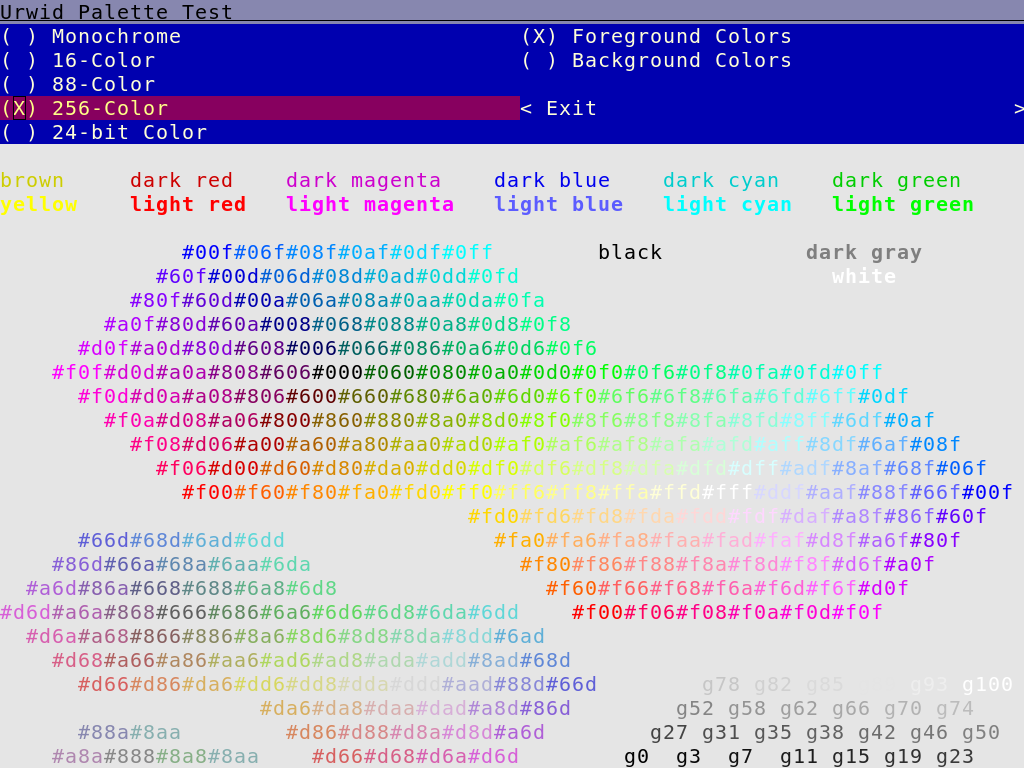 Urwid Palette Test
( ) Monochrome (X) Foreground Colors
( ) 16-Color ( ) Background Colors
( ) 88-Color
(X) 256-Color < Exit >
( ) 24-bit Color
brown dark red dark magenta dark blue dark cyan dark green
yellow light red light magenta light blue light cyan light green
#00f#06f#08f#0af#0df#0ff black dark gray
#60f#00d#06d#08d#0ad#0dd#0fd white
#80f#60d#00a#06a#08a#0aa#0da#0fa
#a0f#80d#60a#008#068#088#0a8#0d8#0f8
#d0f#a0d#80d#608#006#066#086#0a6#0d6#0f6
#f0f#d0d#a0a#808#606#000#060#080#0a0#0d0#0f0#0f6#0f8#0fa#0fd#0ff
#f0d#d0a#a08#806#600#660#680#6a0#6d0#6f0#6f6#6f8#6fa#6fd#6ff#0df
#f0a#d08#a06#800#860#880#8a0#8d0#8f0#8f6#8f8#8fa#8fd#8ff#6df#0af
#f08#d06#a00#a60#a80#aa0#ad0#af0#af6#af8#afa#afd#aff#8df#6af#08f
#f06#d00#d60#d80#da0#dd0#df0#df6#df8#dfa#dfd#dff#adf#8af#68f#06f
#f00#f60#f80#fa0#fd0#ff0#ff6#ff8#ffa#ffd#fff#ddf#aaf#88f#66f#00f
#fd0#fd6#fd8#fda#fdd#fdf#daf#a8f#86f#60f
#66d#68d#6ad#6dd #fa0#fa6#fa8#faa#fad#faf#d8f#a6f#80f
#86d#66a#68a#6aa#6da #f80#f86#f88#f8a#f8d#f8f#d6f#a0f
#a6d#86a#668#688#6a8#6d8 #f60#f66#f68#f6a#f6d#f6f#d0f
#d6d#a6a#868#666#686#6a6#6d6#6d8#6da#6dd #f00#f06#f08#f0a#f0d#f0f
#d6a#a68#866#886#8a6#8d6#8d8#8da#8dd#6ad
#d68#a66#a86#aa6#ad6#ad8#ada#add#8ad#68d
#d66#d86#da6#dd6#dd8#dda#ddd#aad#88d#66d g78 g82 g85 g93 g100
#da6#da8#daa#dad#a8d#86d g52 g58 g62 g66 g70 g74
#88a#8aa #d86#d88#d8a#d8d#a6d g27 g31 g35 g38 g42 g46 g50
#a8a#888#8a8#8aa #d66#d68#d6a#d6d g0 g3 g7 g11 g15 g19 g23